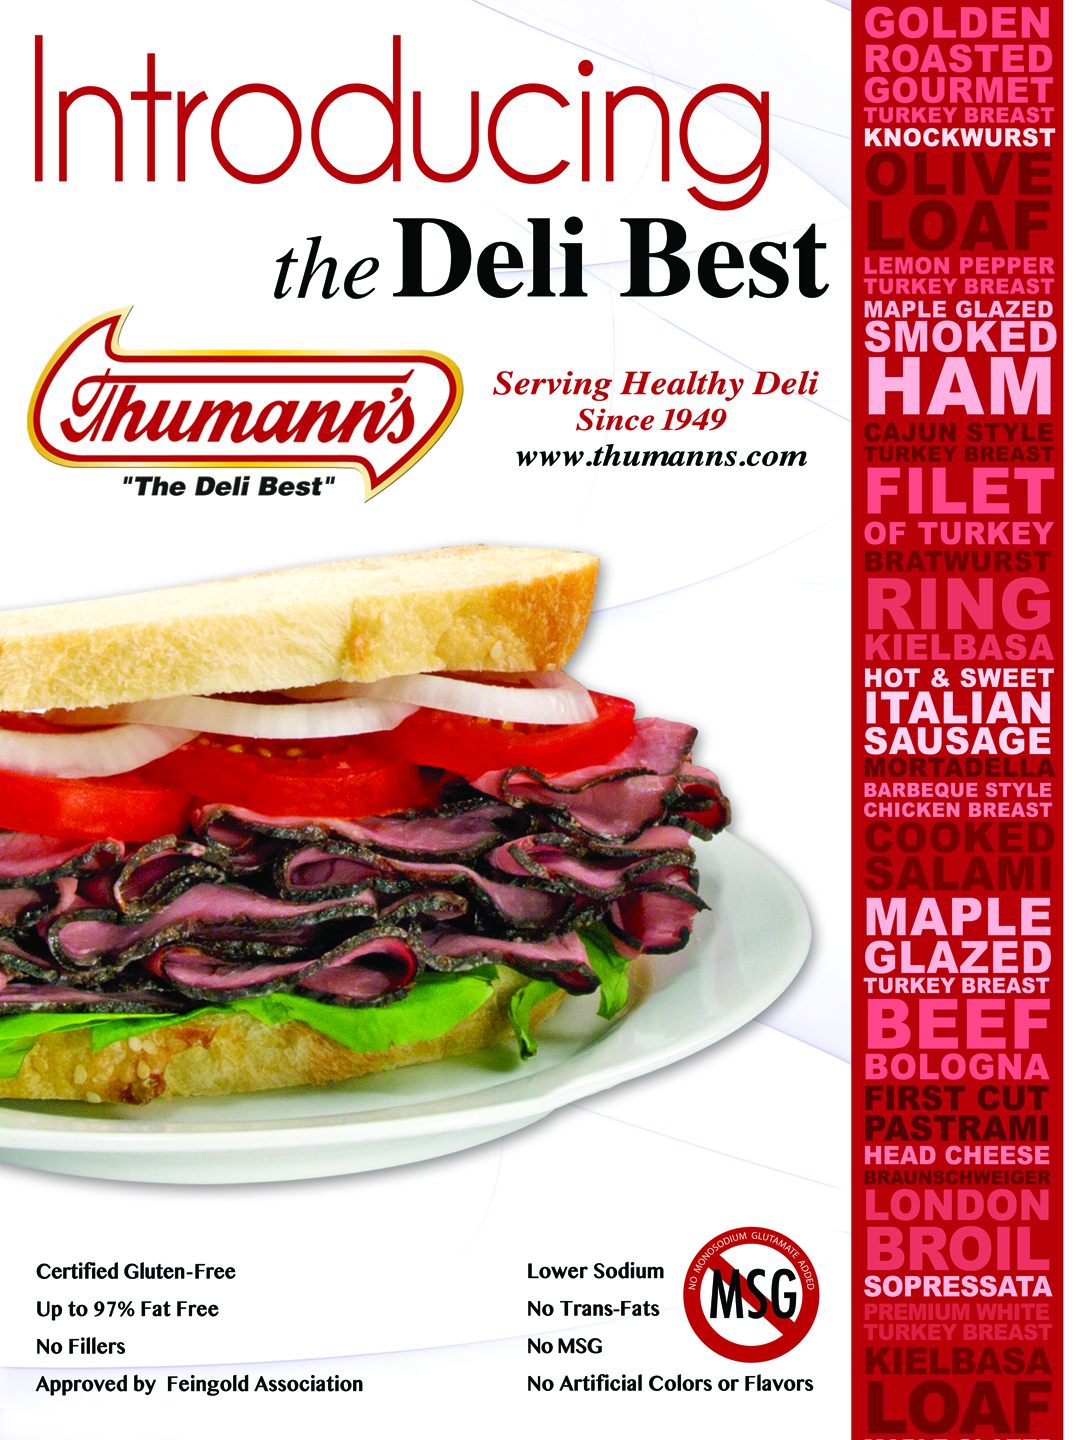 Introducing
the Deli Best
Thumann's
"The Deli Best"
Serving Healthy Deli
Since 1949
www.thumanns.com
Certified Gluten-Free
Up to 97% Fat Free
No Fillers
Approved by Feingold Association
Lower Sodium
No Trans-Fats
No MSG
No Artificial Colors or Flavors
NO MONOSODIUM GLUTAMATE ADDED
MSG
GOLDEN
ROASTED
GOURMET
TURKEY BREAST
KNOCKWURST
OLIVE
LOAF
LEMON PEPPER
TURKEY BREAST
MAPLE GLAZED
SMOKED
HAM
CAJUN STYLE
TURKEY BREAST
FILET
OF TURKEY
BRATWURST
RING
KIELBASA
HOT & SWEET
ITALIAN
SAUSAGE
MORTADELLA
BARBEQUE STYLE
CHICKEN BREAST
COOKED
SALAMI
MAPLE
GLAZED
TURKEY BREAST
BEEF
BOLOGNA
FIRST CUT
PASTRAMI
HEAD CHEESE
BRAUNSCHWEIGER
LONDON
BROIL
SOPRESSATA
PREMIUM WHITE
TURKEY BREAST
KIELBASA
LOAF